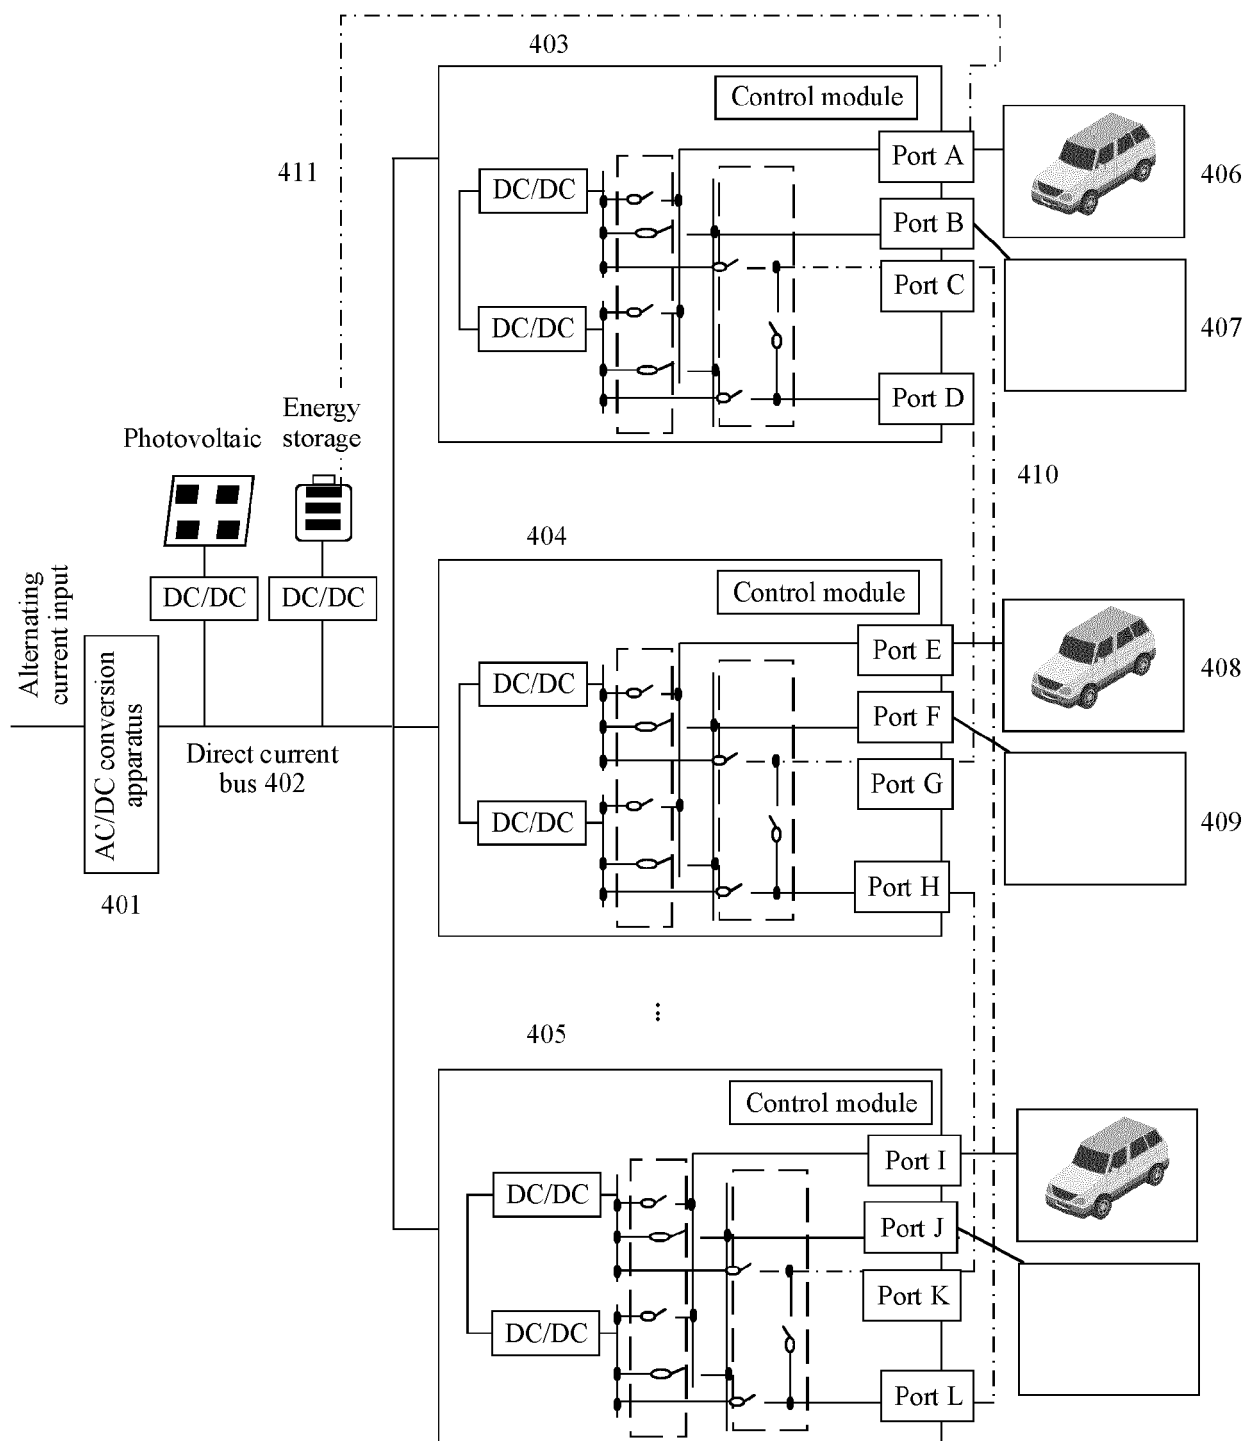 403
Control module
Port A
411
DC/DC
406
Port B
Port C
DC/DC
407
Port D
Energy
storage
Photovoltaic
410
404
Alternating
current input
DC/DC
DC/DC
Control module
Port E
408
DC/DC
Port F
AC/DC conversion
apparatus
Direct current
bus 402
Port G
DC/DC
409
Port H
401
405
Control module
Port I
DC/DC
Port J
Port K
DC/DC
Port L